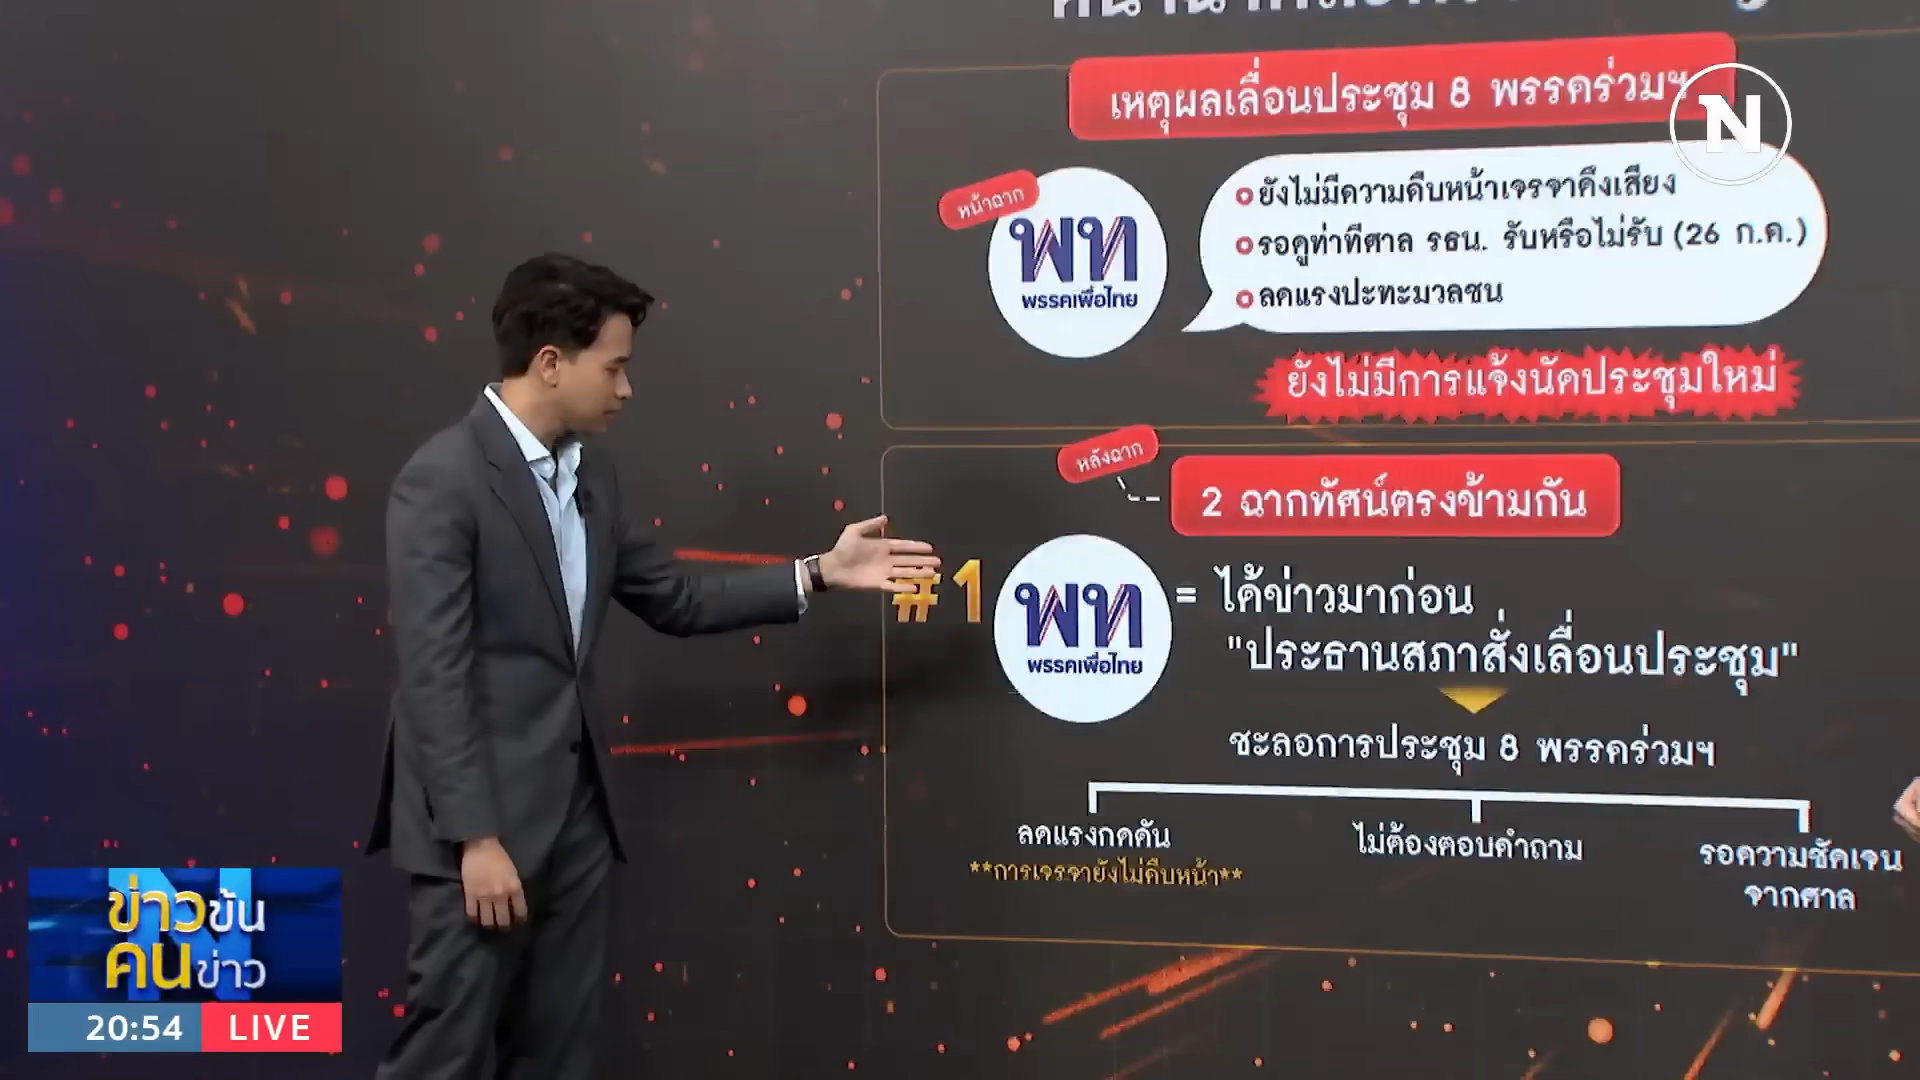 เหตุผลเลื่อนประชุม 8 พรรคร่วมฯ
N
หน้าฉาก
พท
พรรคเพื่อไทย
ยังไม่มีความคืบหน้าเจรจาดึงเสียง
รอดูท่าทีศาล รธน. รับหรือไม่รับ (26 ก.ค.)
ลดแรงปะทะมวลชน
ยังไม่มีการแจ้งนัดประชุมใหม่
หลังฉาก
2 ฉากทัศน์ตรงข้ามกัน
#1
พท
พรรคเพื่อไทย
= ได้ข่าวมาก่อน
"ประธานสภาสั่งเลื่อนประชุม"
ชะลอการประชุม 8 พรรคร่วมฯ
ลดแรงกดดัน
**การเจรจายังไม่คืบหน้า**
ไม่ต้องตอบคำถาม
รอความชัดเจน
จากศาล
ข่าวข้น
คนข่าว
20:54 LIVE